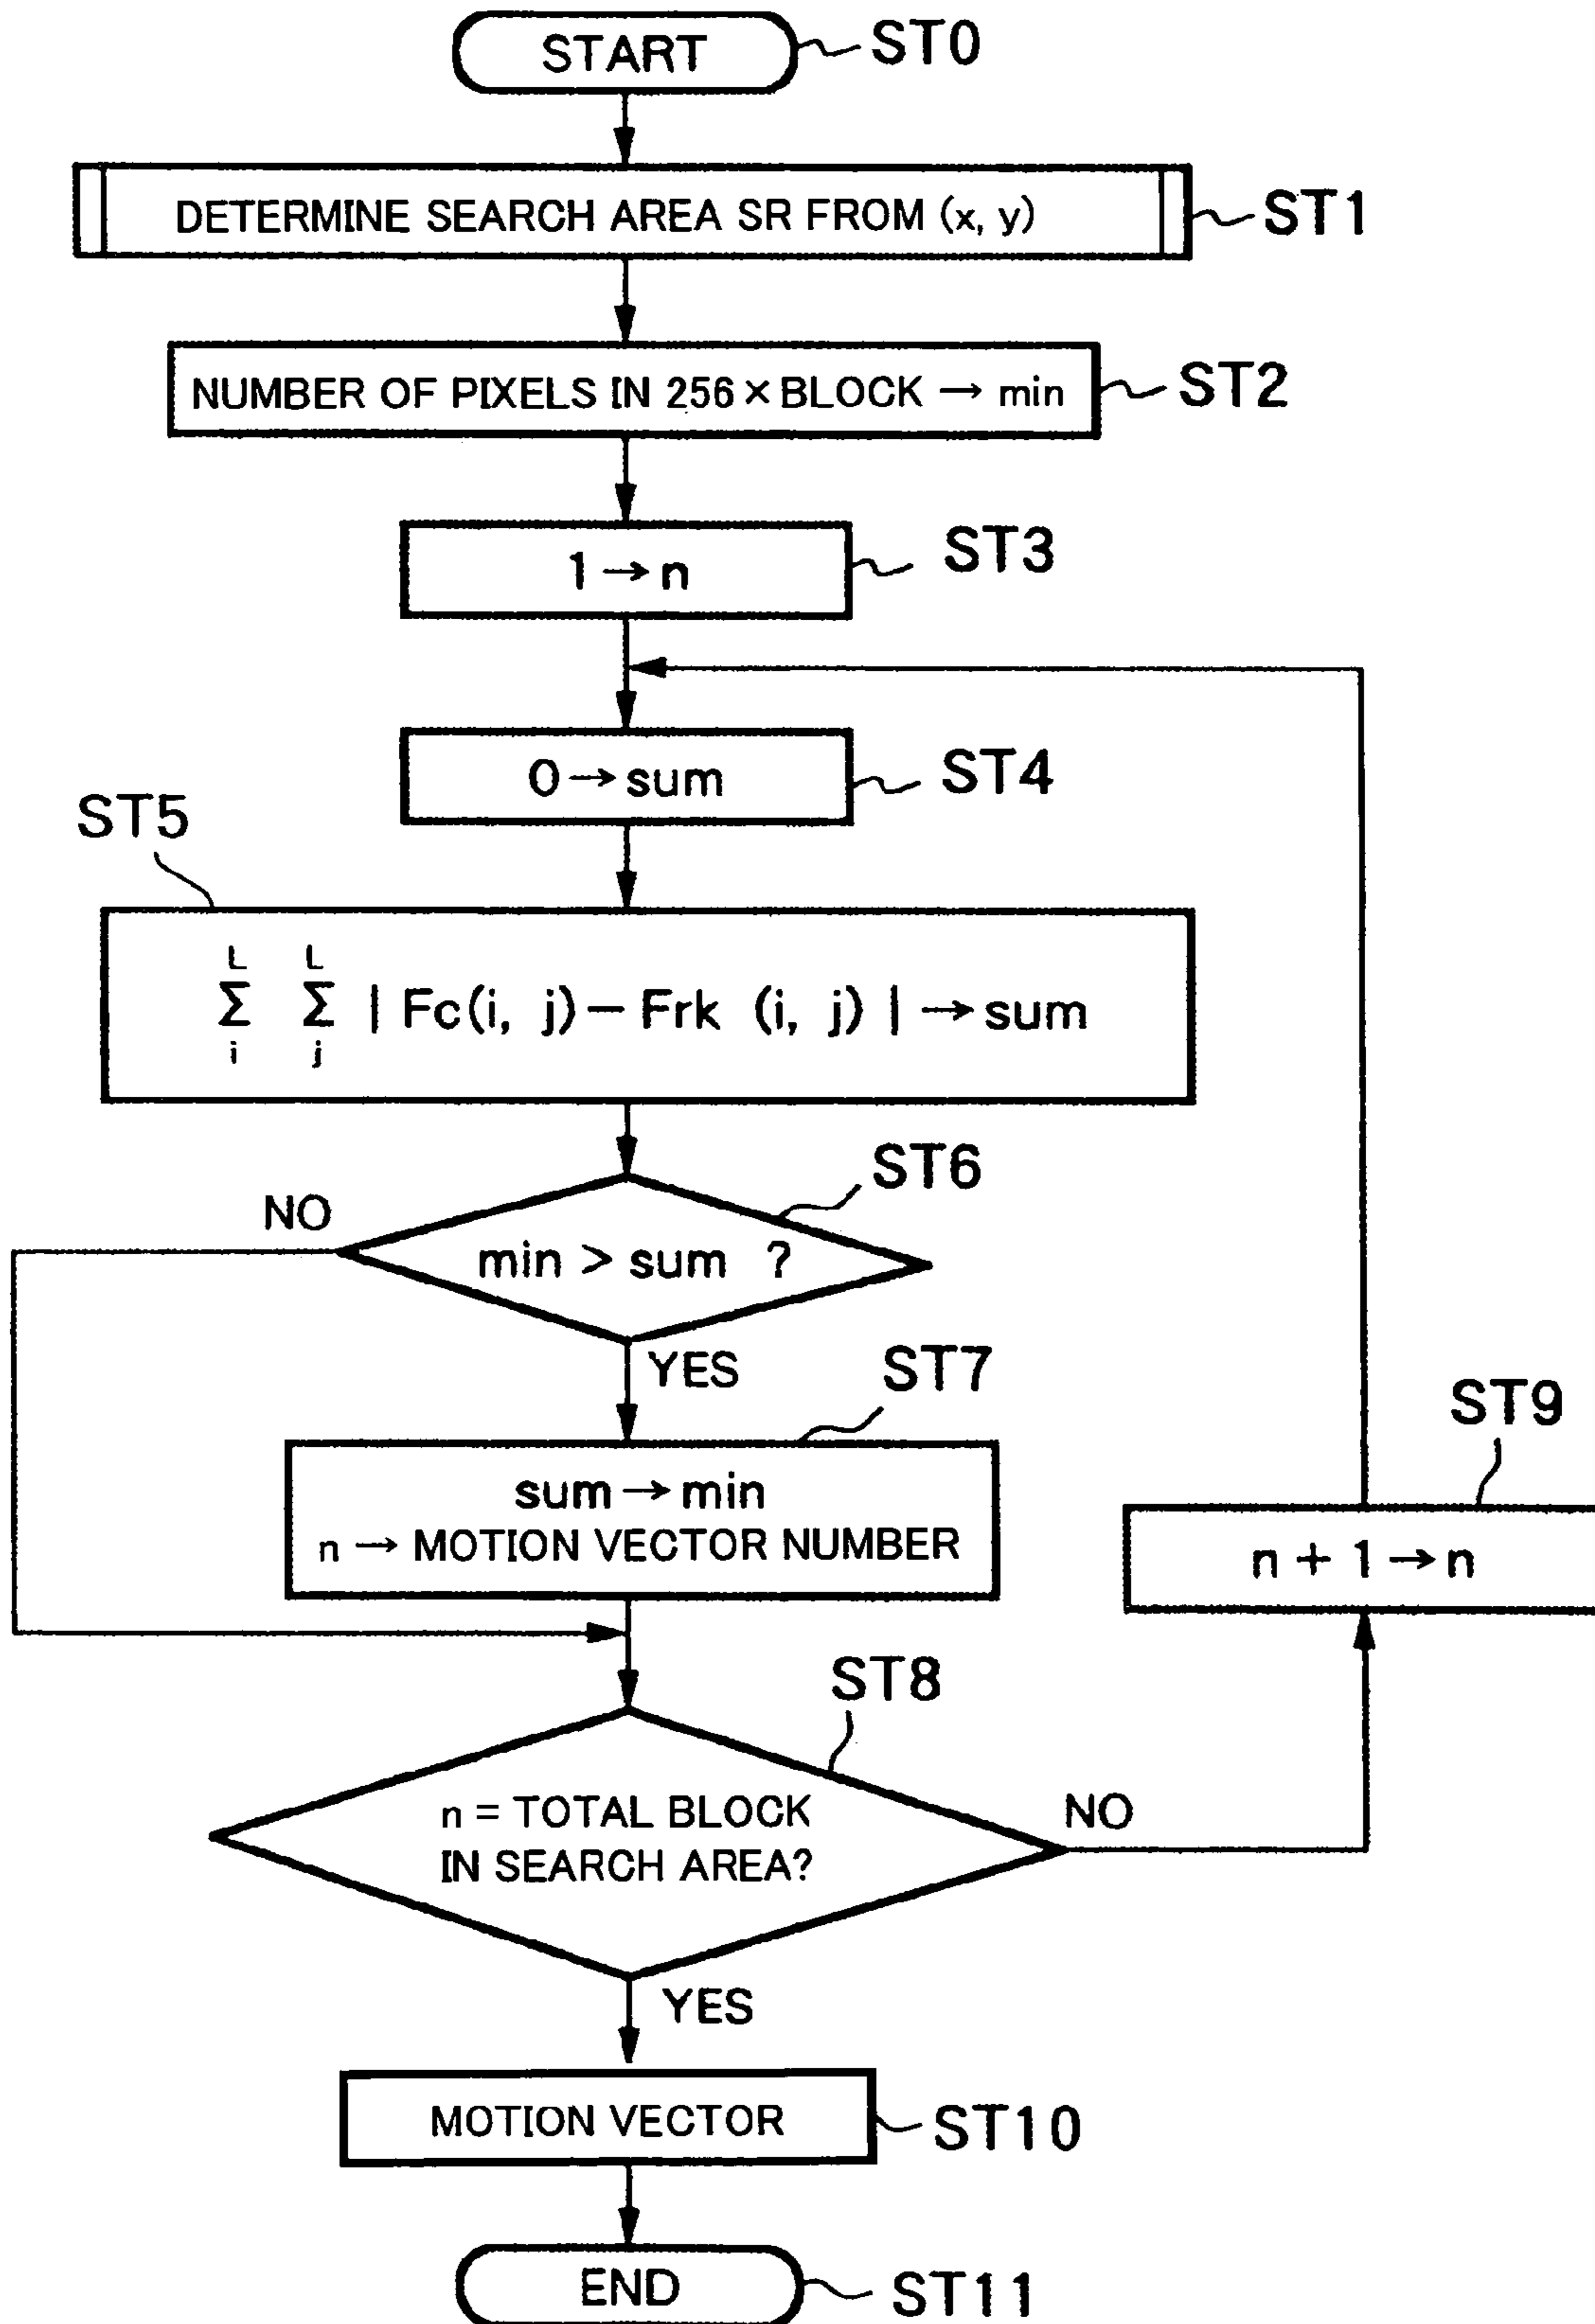 START
ST0
DETERMINE SEARCH AREA SR FROM (x, y)
ST1
NUMBER OF PIXELS IN 256×BLOCK → min
ST2
1 → n
ST3
0 → sum
ST4
ST5
L L
Σ Σ | Fc(i, j) − Frk (i, j) | → sum
i j
ST6
NO
min > sum ?
YES
ST7
sum → min
n → MOTION VECTOR NUMBER
ST9
n + 1 → n
ST8
n = TOTAL BLOCK
IN SEARCH AREA?
NO
YES
MOTION VECTOR
ST10
END
ST11